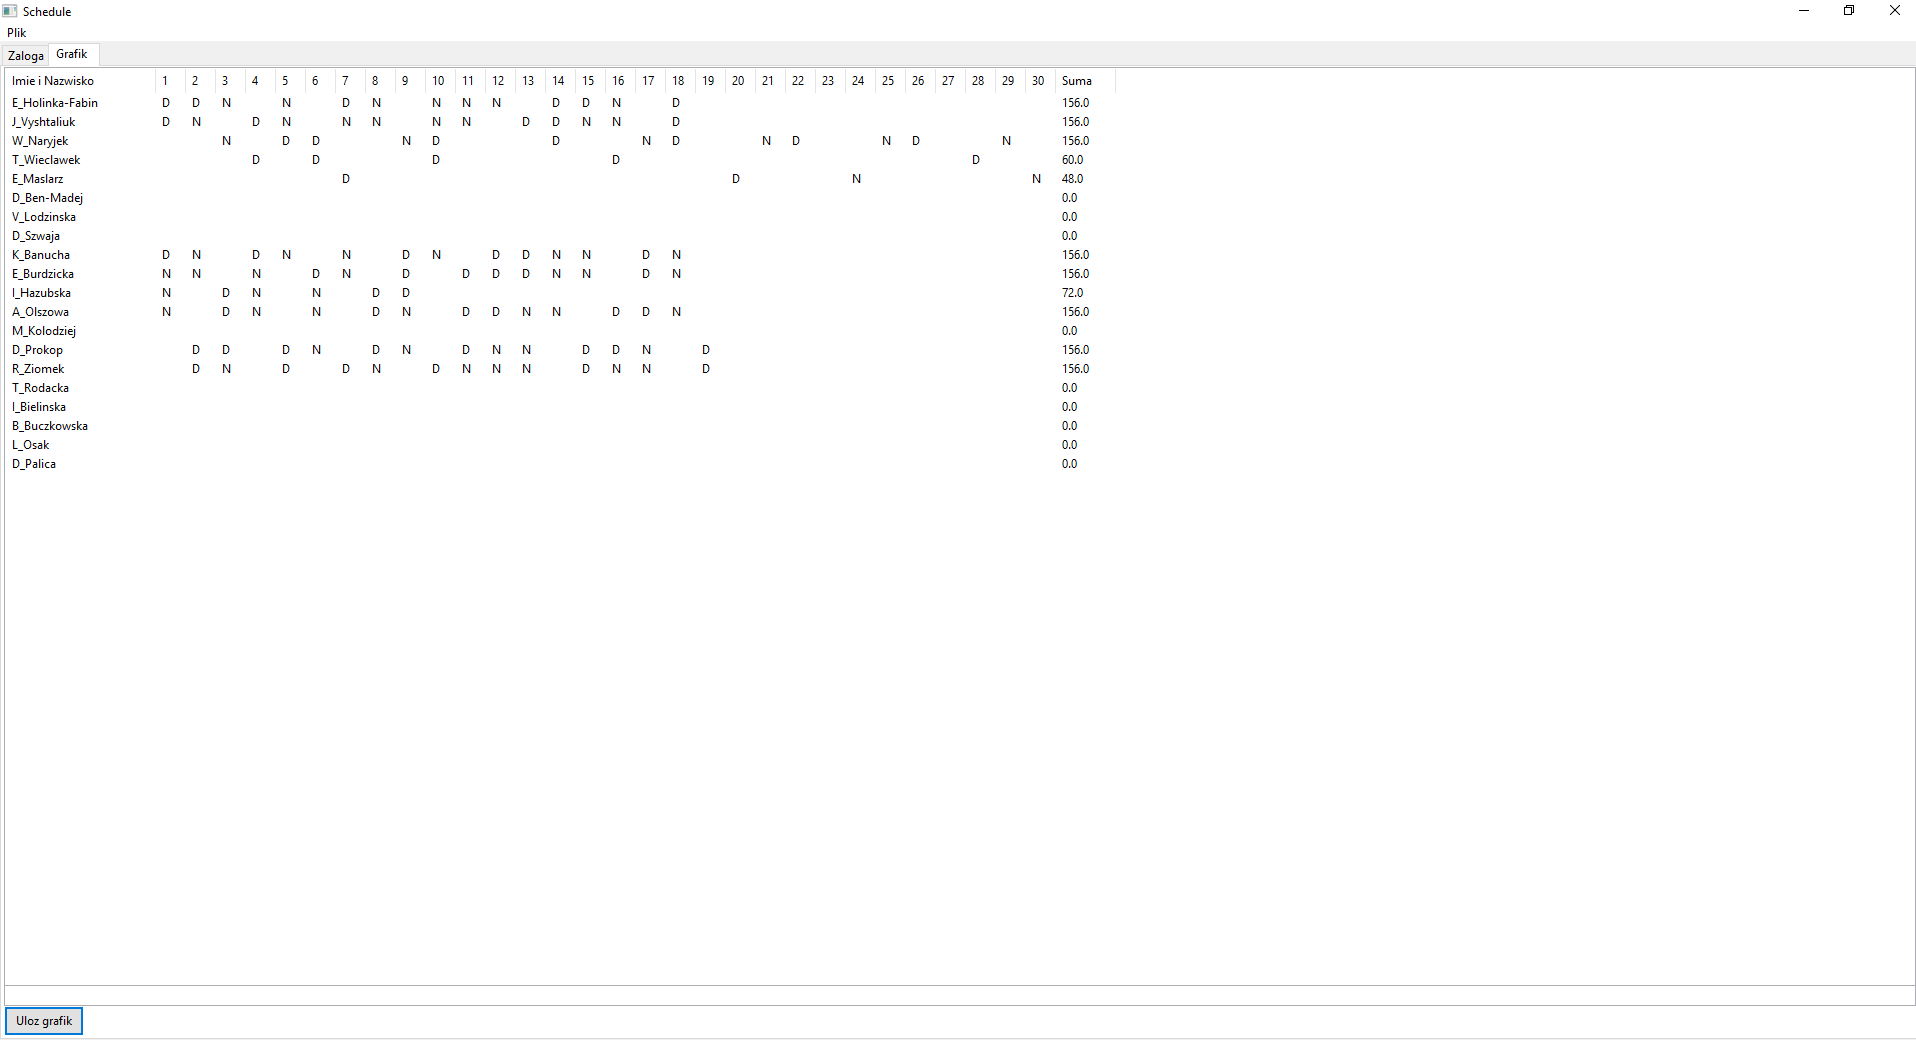 Schedule
Plik
Zaloga Grafik
Imie i Nazwisko 1 2 3 4 5 6 7 8 9 10 11 12 13 14 15 16 17 18 19 20 21 22 23 24 25 26 27 28 29 30 Suma
E_Holinka-Fabin D D N N D N N N N D D N D 156.0
J_Vyshtaliuk D N D N N N N N D D N N D 156.0
W_Naryjek N D D N D D N D N D N D N 156.0
T_Wieclawek D D D D D 60.0
E_Maslarz D D N N 48.0
D_Ben-Madej 0.0
V_Lodzinska 0.0
D_Szwaja 0.0
K_Banucha D N D N N D N D D N N D N 156.0
E_Burdzicka N N N D N D D D D N N D N 156.0
I_Hazubska N D N N D D 72.0
A_Olszowa N D N N D N D D N N D D N 156.0
M_Kolodziej 0.0
D_Prokop D D D N D N D N N D D N D 156.0
R_Ziomek D N D D N D N N N D N N D 156.0
T_Rodacka 0.0
I_Bielinska 0.0
B_Buczkowska 0.0
L_Osak 0.0
D_Palica 0.0
Uloz grafik